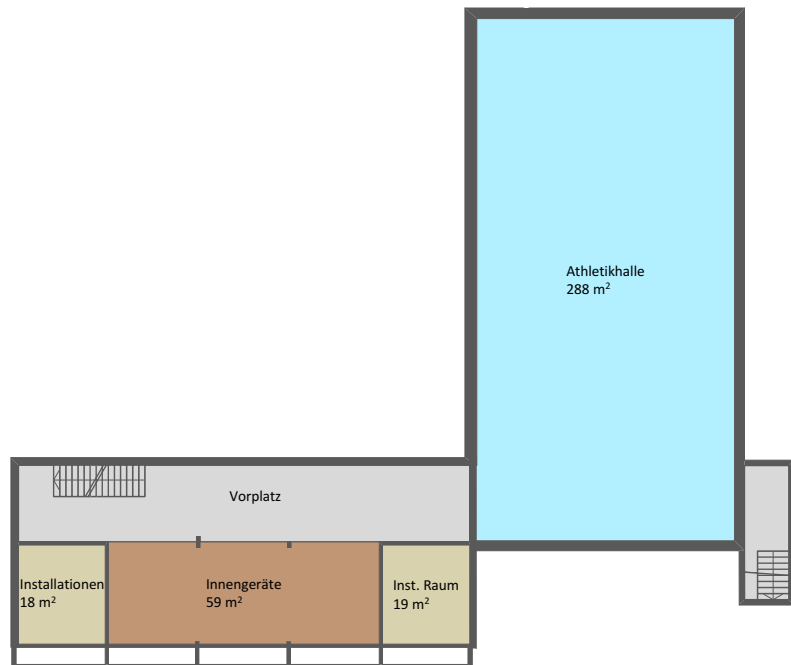 Athletikhalle
288 m²
Vorplatz
Installationen
18 m²
Innengeräte
59 m²
Inst. Raum
19 m²